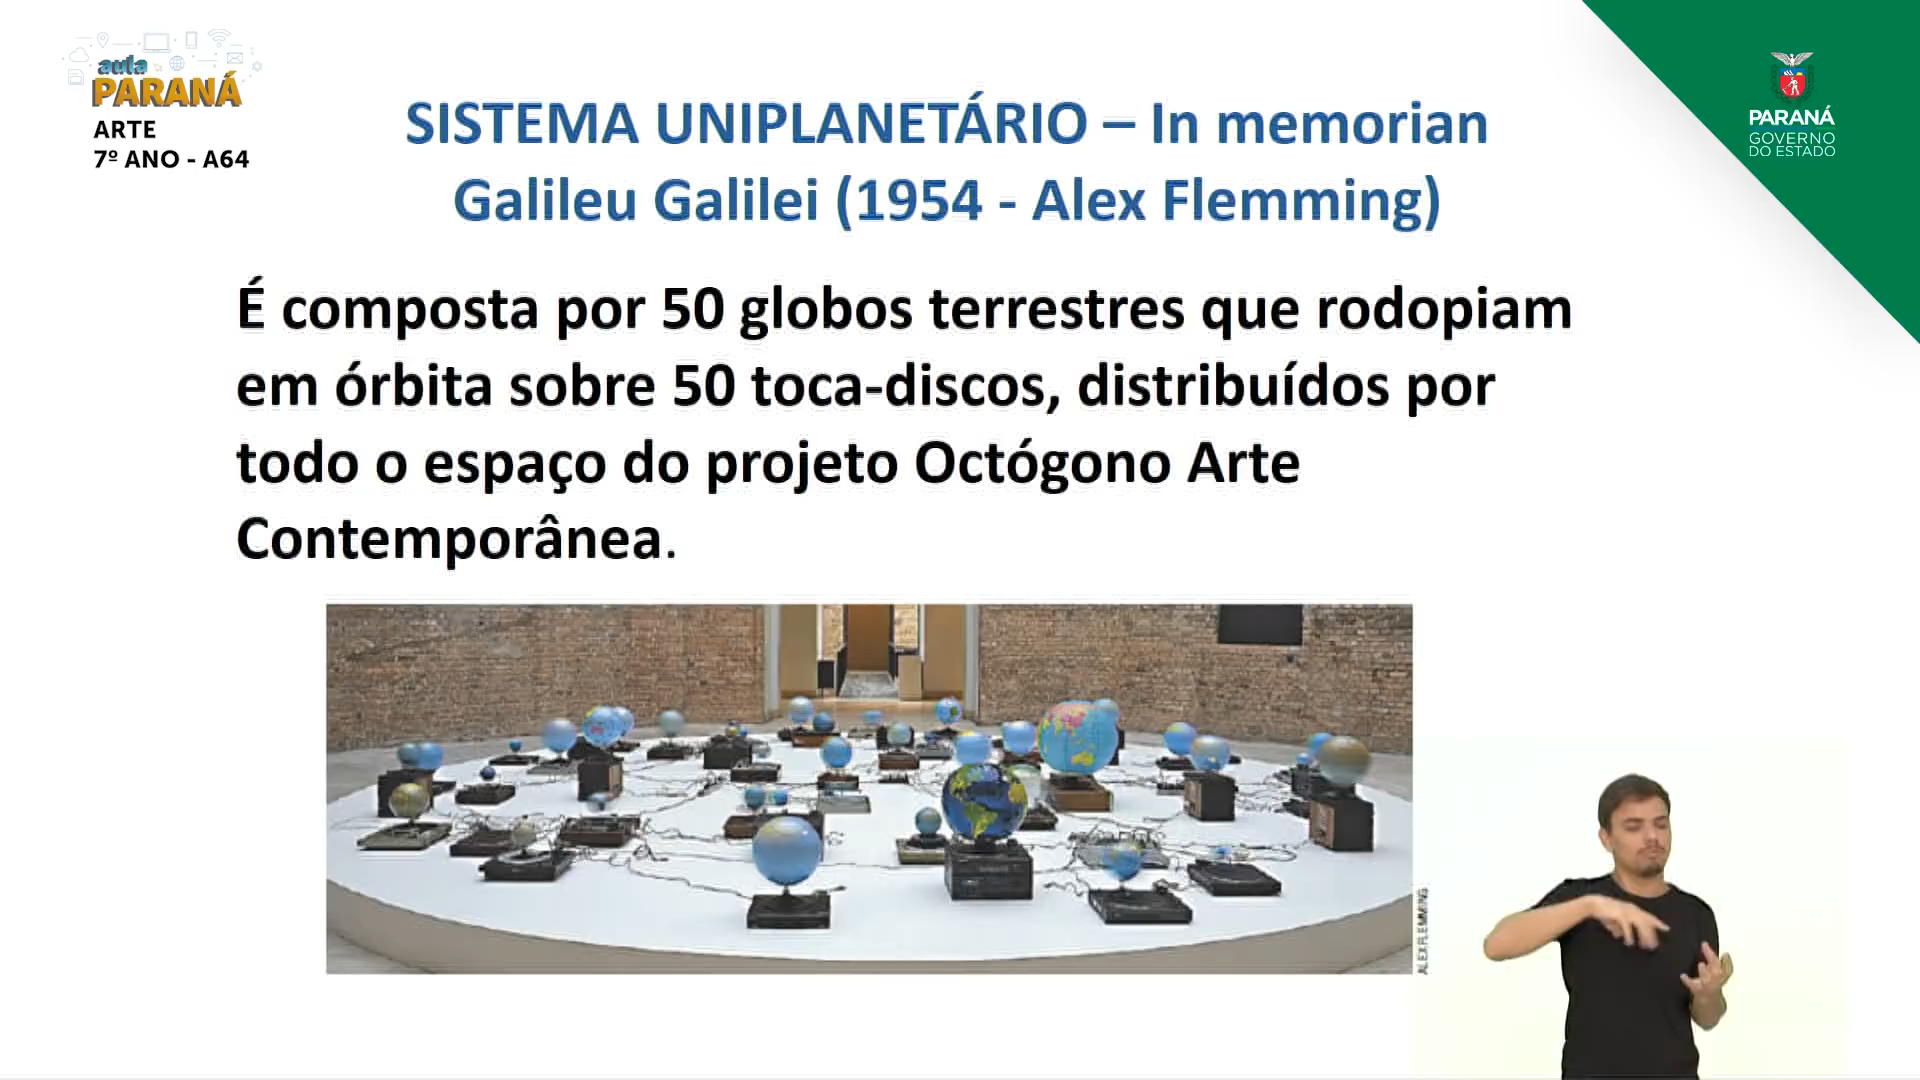 aula
PARANÁ
ARTE
7º ANO - A64
PARANÁ
GOVERNO
DO ESTADO
SISTEMA UNIPLANETÁRIO – In memorian
Galileu Galilei (1954 - Alex Flemming)
É composta por 50 globos terrestres que rodopiam
em órbita sobre 50 toca-discos, distribuídos por
todo o espaço do projeto Octógono Arte
Contemporânea.
ALEX FLEMMING